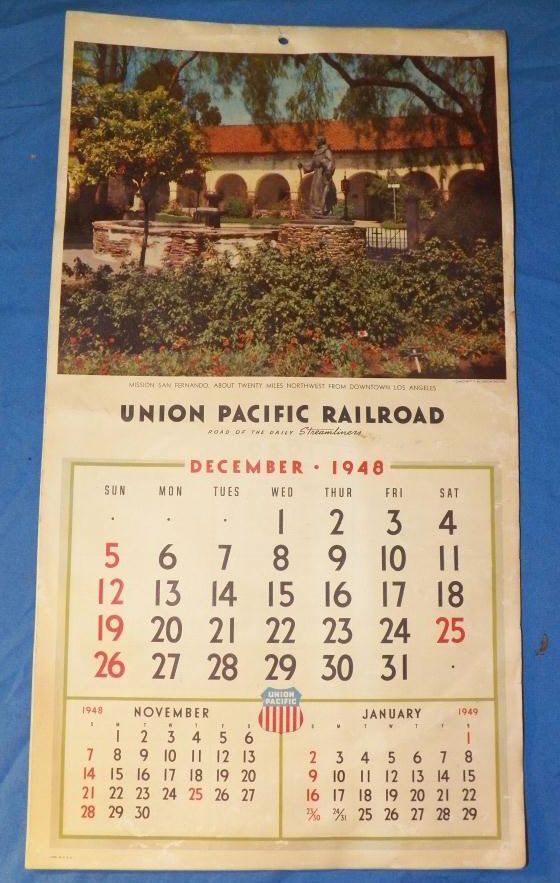 MISSION SAN FERNANDO, ABOUT TWENTY MILES NORTHWEST FROM DOWNTOWN LOS ANGELES
UNION PACIFIC RAILROAD
ROAD OF THE DAILY Streamliners
DECEMBER · 1948
SUN MON TUES WED THUR FRI SAT
· · · 1 2 3 4
5 6 7 8 9 10 11
12 13 14 15 16 17 18
19 20 21 22 23 24 25
26 27 28 29 30 31 ·
UNION
PACIFIC
1948 NOVEMBER
S M T W T F S
1 2 3 4 5 6
7 8 9 10 11 12 13
14 15 16 17 18 19 20
21 22 23 24 25 26 27
28 29 30
JANUARY 1949
S M T W T F S
1
2 3 4 5 6 7 8
9 10 11 12 13 14 15
16 17 18 19 20 21 22
23/30 24/31 25 26 27 28 29